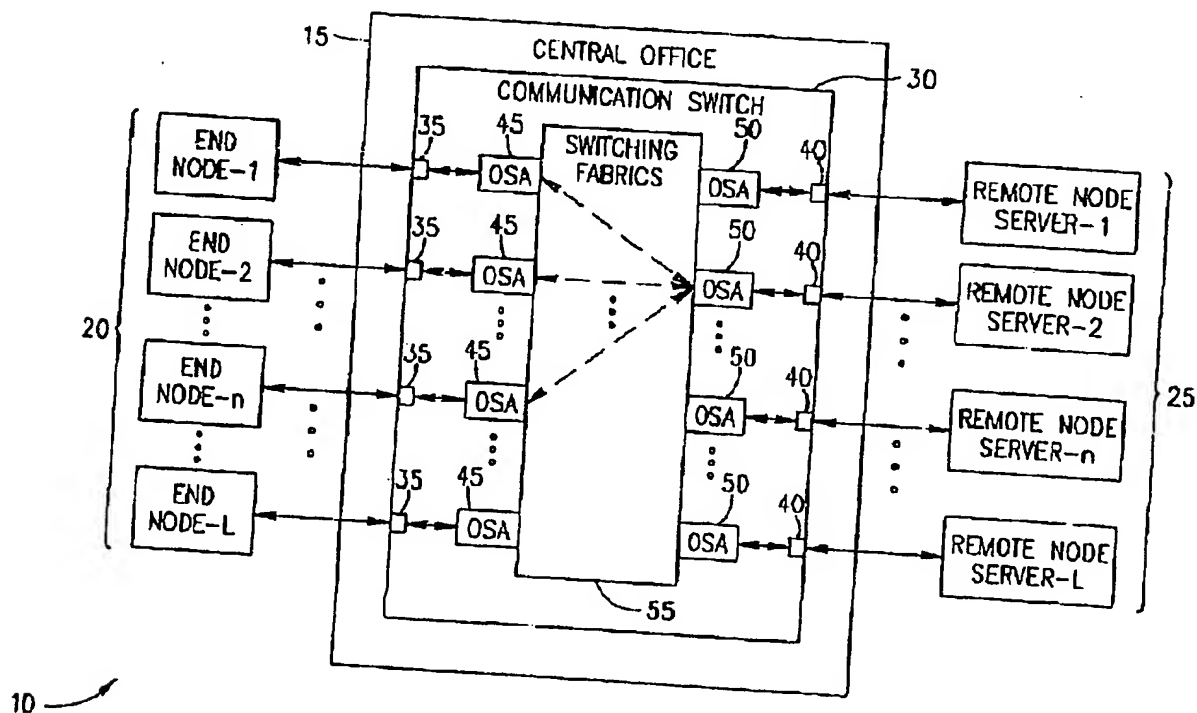 15
CENTRAL OFFICE
30
COMMUNICATION SWITCH
20
END
NODE-1
END
NODE-2
END
NODE-n
END
NODE-L
35
45
OSA
35
45
OSA
35
45
OSA
35
45
OSA
SWITCHING
FABRICS
55
50
OSA
40
50
OSA
40
50
OSA
40
50
OSA
40
REMOTE NODE
SERVER-1
REMOTE NODE
SERVER-2
REMOTE NODE
SERVER-n
REMOTE NODE
SERVER-L
25
10